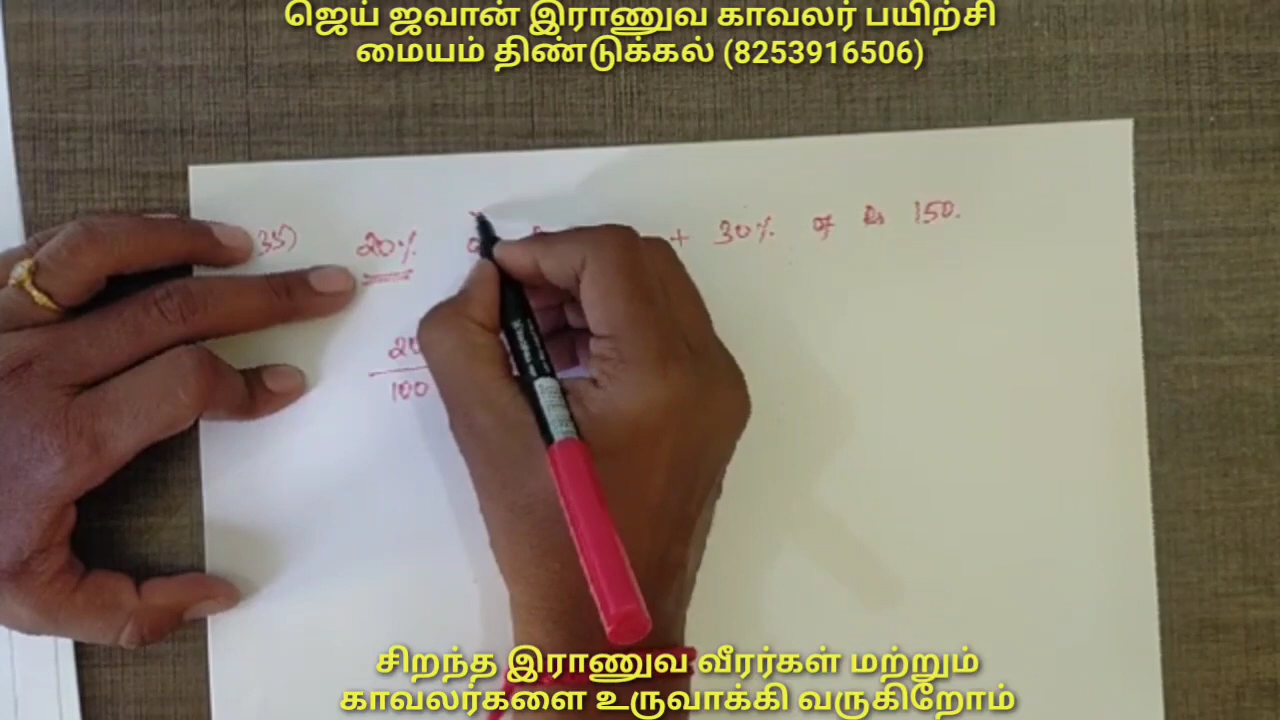 ஜெய் ஜவான் இராணுவ காவலர் பயிற்சி
மையம் திண்டுக்கல் (8253916506)
35) 20% + 30% of Rs 150.
20
100
சிறந்த இராணுவ வீரர்கள் மற்றும்
காவலர்களை உருவாக்கி வருகிறோம்